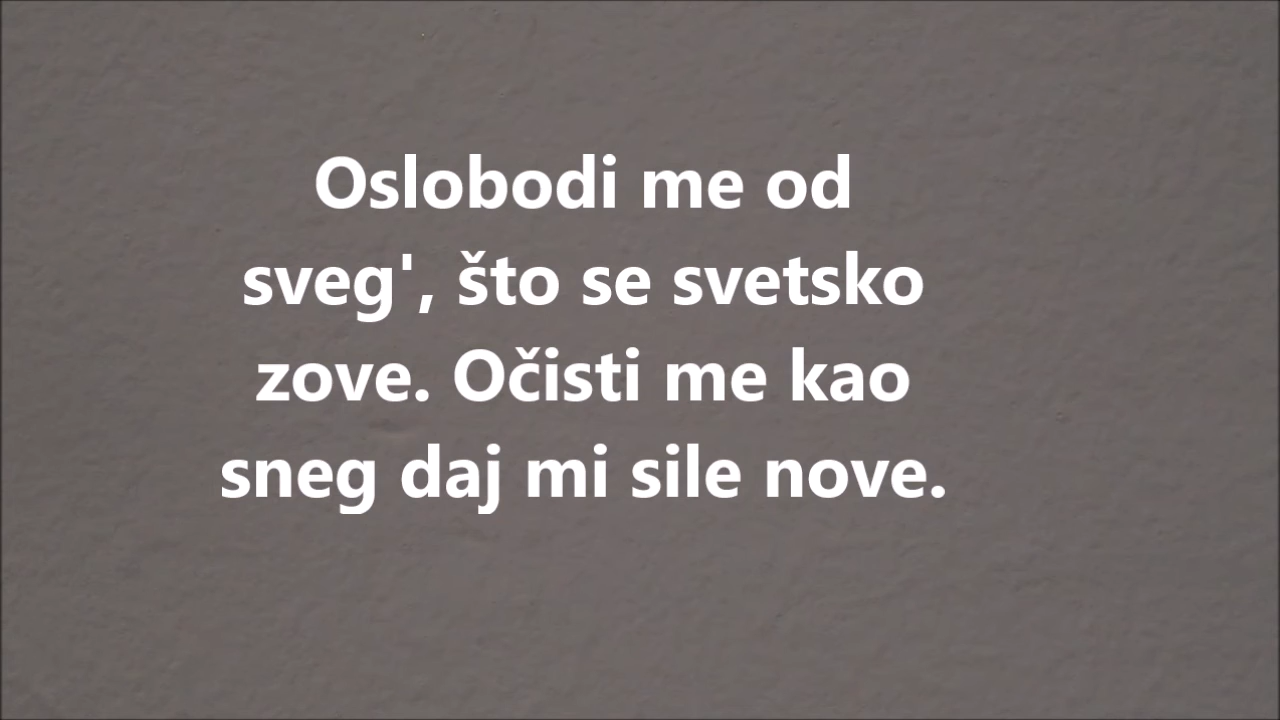 Oslobodi me od
sveg', što se svetsko
zove. Očisti me kao
sneg daj mi sile nove.